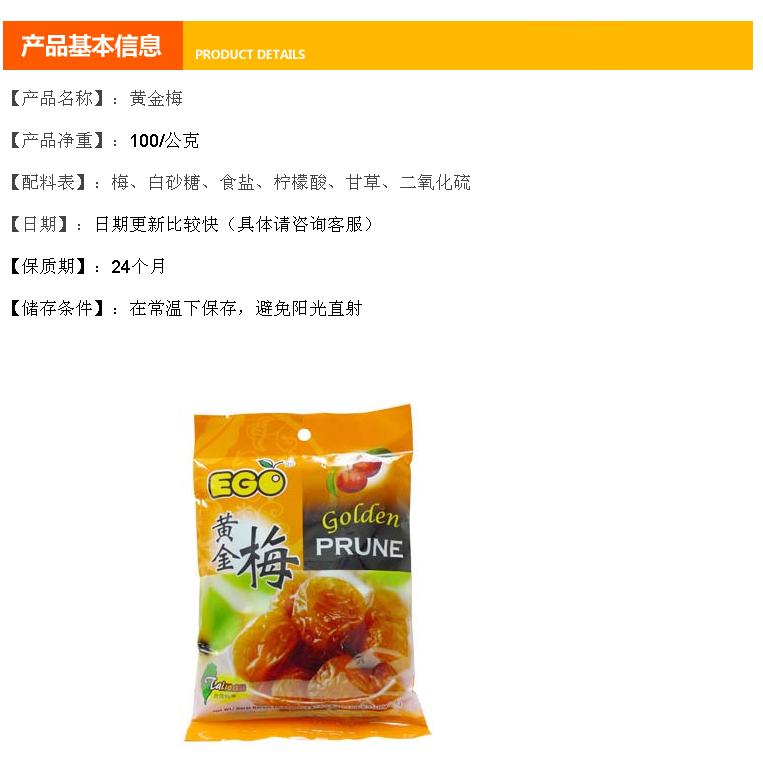 产品基本信息 PRODUCT DETAILS
【产品名称】：黄金梅
【产品净重】：100/公克
【配料表】：梅、白砂糖、食盐、柠檬酸、甘草、二氧化硫
【日期】：日期更新比较快（具体请咨询客服）
【保质期】：24个月
【储存条件】：在常温下保存，避免阳光直射
EGO
黄金梅
Golden
PRUNE